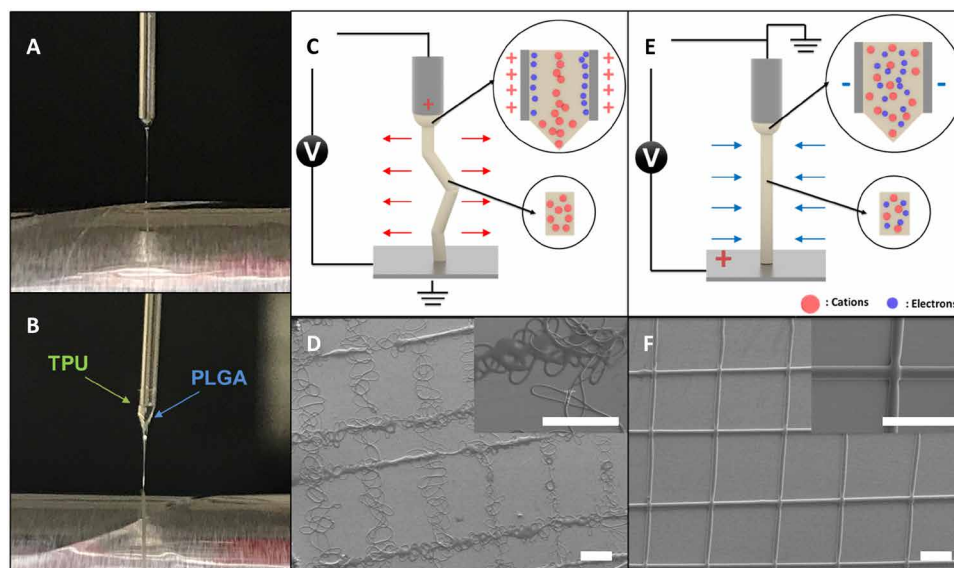 A
B
TPU
PLGA
C
V
+
+ +
+ +
+ +
+ +
D
E
V
- -
+
: Cations : Electrons
F